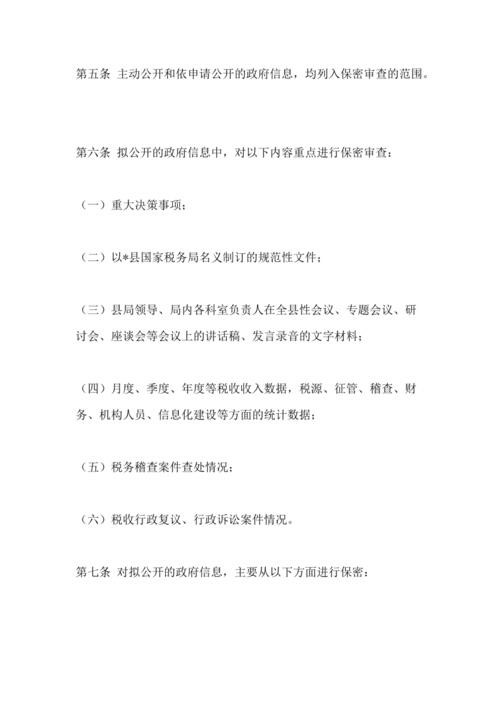 第五条 主动公开和依申请公开的政府信息，均列入保密审查的范围。
第六条 拟公开的政府信息中，对以下内容重点进行保密审查：
（一）重大决策事项；
（二）以*县国家税务局名义制订的规范性文件；
（三）县局领导、局内各科室负责人在全县性会议、专题会议、研
讨会、座谈会等会议上的讲话稿、发言录音的文字材料；
（四）月度、季度、年度等税收收入数据，税源、征管、稽查、财
务、机构人员、信息化建设等方面的统计数据；
（五）税务稽查案件查处情况；
（六）税收行政复议、行政诉讼案件情况。
第七条 对拟公开的政府信息，主要从以下方面进行保密：